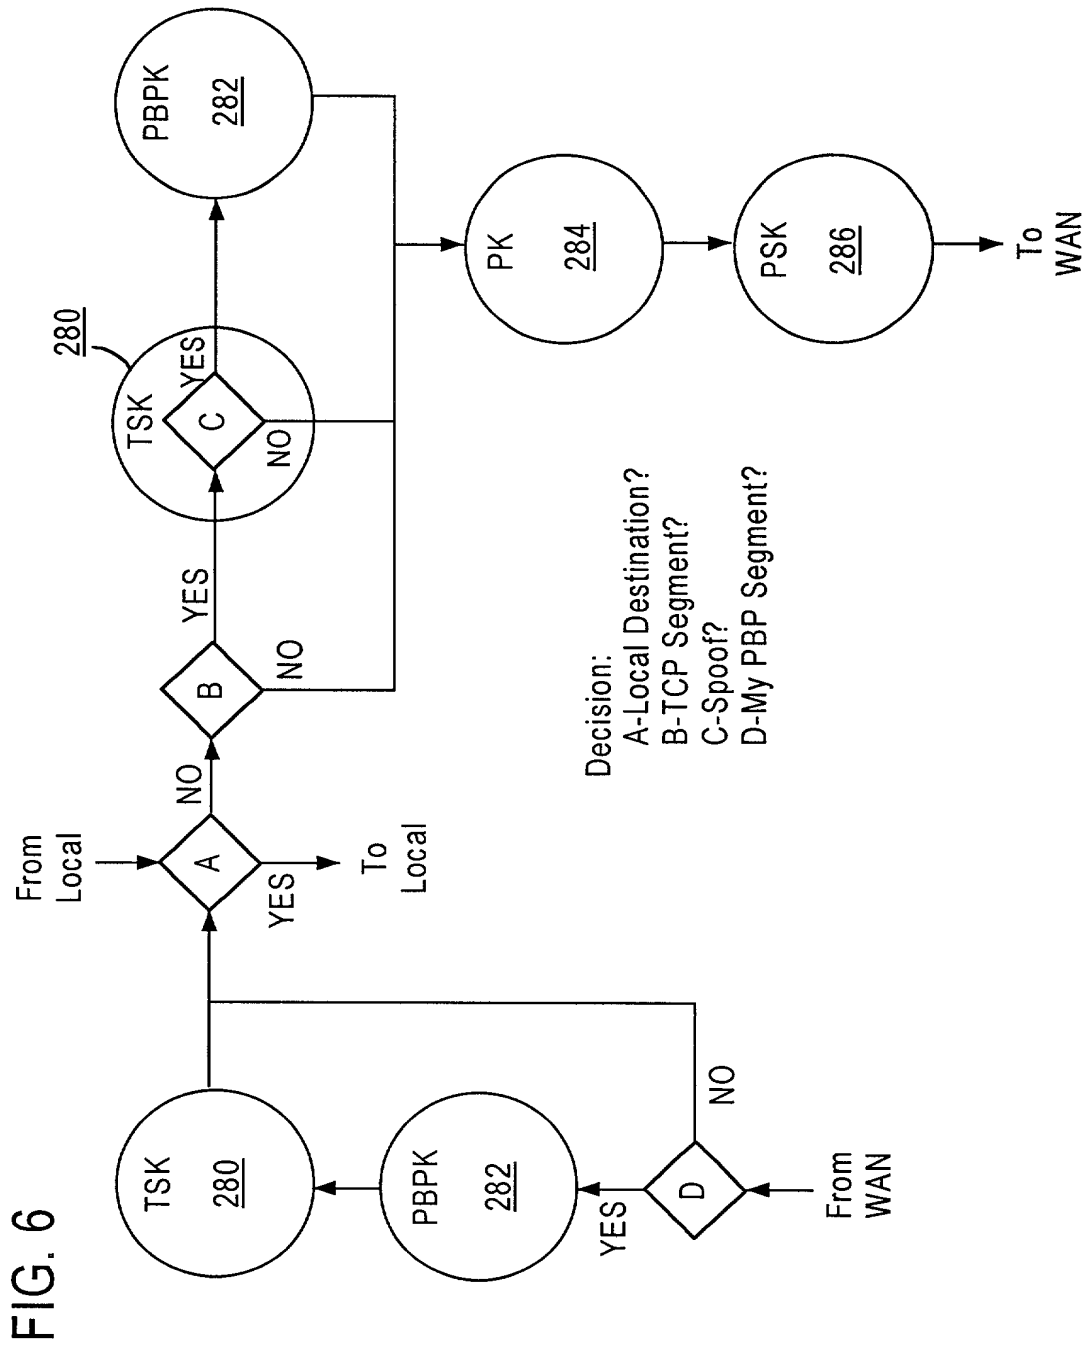 FIG. 6
TSK
280
PBPK
282
YES
D
NO
From
WAN
From
Local
A
NO
YES
To
Local
B
YES
NO
TSK
280
C
YES
NO
PBPK
282
PK
284
PSK
286
To
WAN
Decision:
A-Local Destination?
B-TCP Segment?
C-Spoof?
D-My PBP Segment?